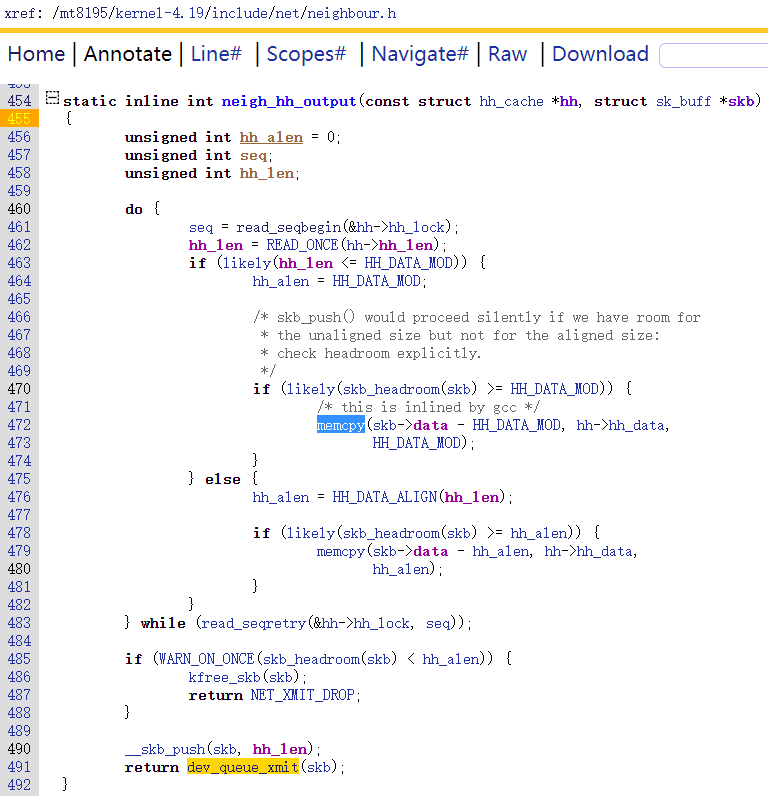 xref: /mt8195/kernel-4.19/include/net/neighbour.h
Home | Annotate | Line# | Scopes# | Navigate# | Raw | Download
453
454 static inline int neigh_hh_output(const struct hh_cache *hh, struct sk_buff *skb)
455 {
456 unsigned int hh_alen = 0;
457 unsigned int seq;
458 unsigned int hh_len;
459
460 do {
461 seq = read_seqbegin(&hh->hh_lock);
462 hh_len = READ_ONCE(hh->hh_len);
463 if (likely(hh_len <= HH_DATA_MOD)) {
464 hh_alen = HH_DATA_MOD;
465
466 /* skb_push() would proceed silently if we have room for
467 * the unaligned size but not for the aligned size:
468 * check headroom explicitly.
469 */
470 if (likely(skb_headroom(skb) >= HH_DATA_MOD)) {
471 /* this is inlined by gcc */
472 memcpy(skb->data - HH_DATA_MOD, hh->hh_data,
473 HH_DATA_MOD);
474 }
475 } else {
476 hh_alen = HH_DATA_ALIGN(hh_len);
477
478 if (likely(skb_headroom(skb) >= hh_alen)) {
479 memcpy(skb->data - hh_alen, hh->hh_data,
480 hh_alen);
481 }
482 }
483 } while (read_seqretry(&hh->hh_lock, seq));
484
485 if (WARN_ON_ONCE(skb_headroom(skb) < hh_alen)) {
486 kfree_skb(skb);
487 return NET_XMIT_DROP;
488 }
489
490 __skb_push(skb, hh_len);
491 return dev_queue_xmit(skb);
492 }